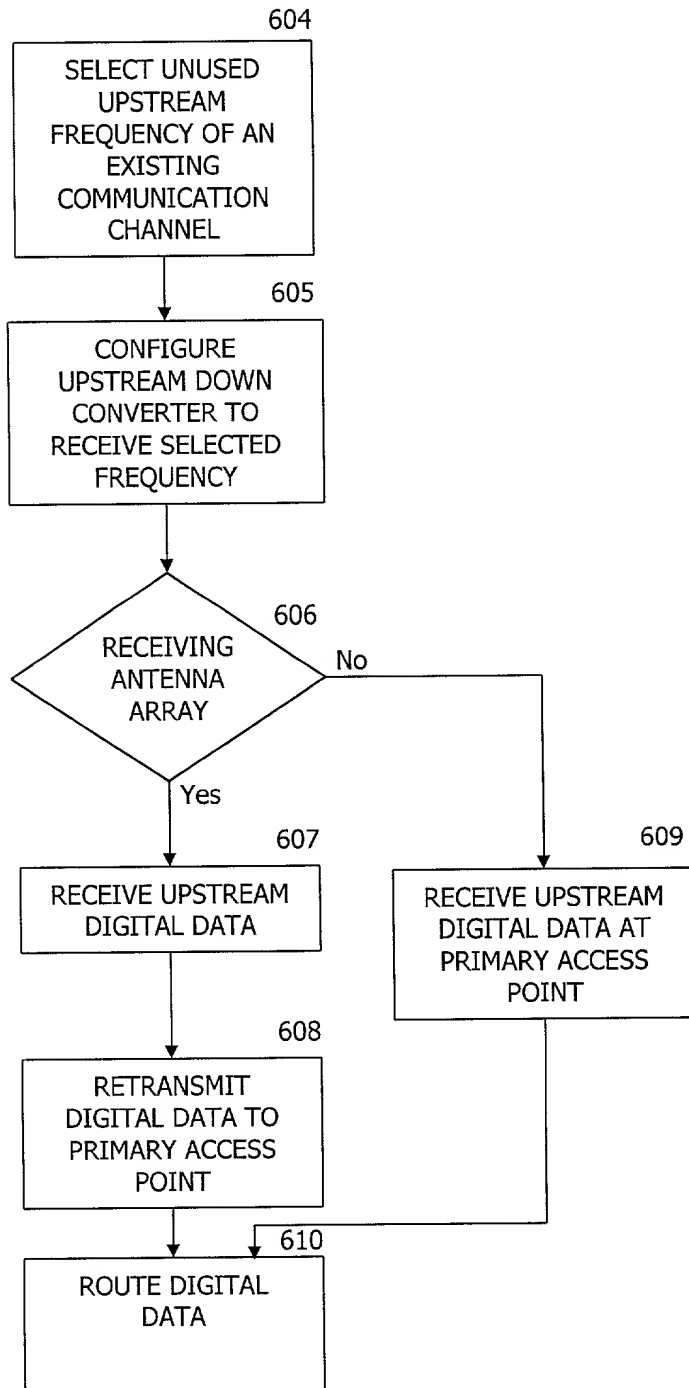 604
SELECT UNUSED
UPSTREAM
FREQUENCY OF AN
EXISTING
COMMUNICATION
CHANNEL
605
CONFIGURE
UPSTREAM DOWN
CONVERTER TO
RECEIVE SELECTED
FREQUENCY
606
RECEIVING
ANTENNA
ARRAY
No
Yes
607
RECEIVE UPSTREAM
DIGITAL DATA
609
RECEIVE UPSTREAM
DIGITAL DATA AT
PRIMARY ACCESS
POINT
608
RETRANSMIT
DIGITAL DATA TO
PRIMARY ACCESS
POINT
610
ROUTE DIGITAL
DATA